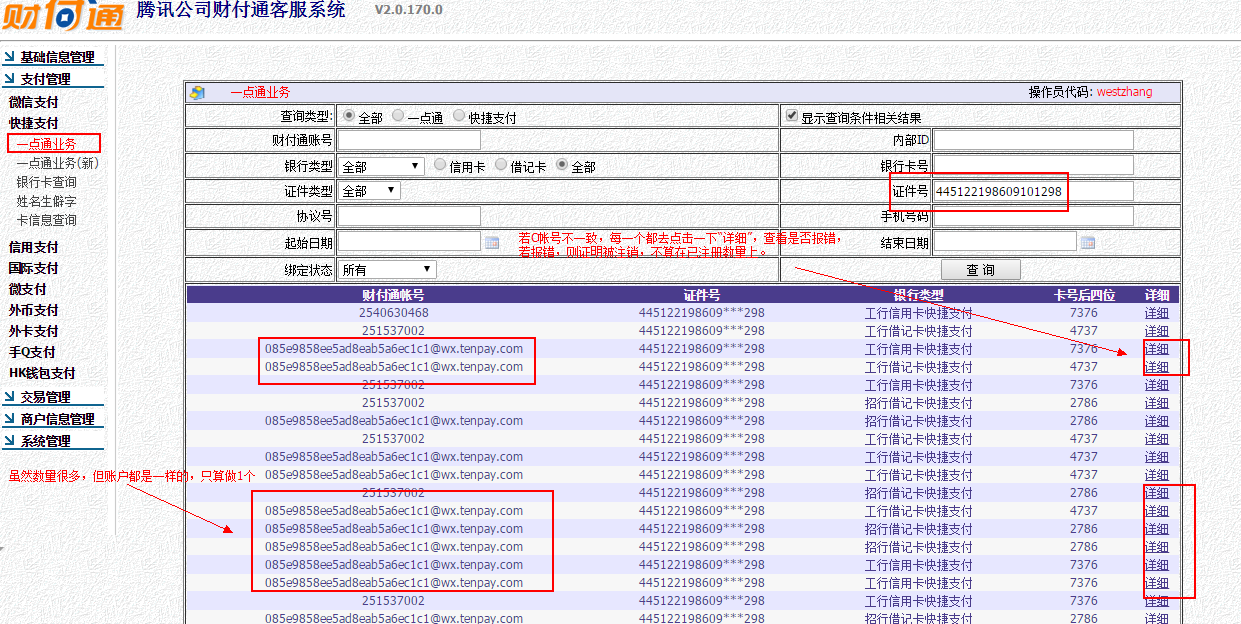 财付通 腾讯公司财付通客服系统 V2.0.170.0
基础信息管理
支付管理
微信支付
快捷支付
一点通业务
一点通业务(新)
银行卡查询
姓名生僻字
卡信息查询
信用支付
国际支付
微支付
外币支付
外卡支付
手Q支付
HK钱包支付
交易管理
商户信息管理
系统管理
虽然数量很多，但账户都是一样的，只算做1个
一点通业务 操作员代码: westzhang
查询类型: 全部 一点通 快捷支付 显示查询条件相关结果
财付通账号 内部ID
银行类型 全部 信用卡 借记卡 全部 银行卡号
证件类型 全部 证件号 445122198609101298
协议号 手机号码
起始日期 结束日期
若Q帐号不一致，每一个都去点击一下“详细”，查看是否报错，
若报错，则证明被注销，不算在已注册数量上。
绑定状态 所有 查 询
财付通帐号 证件号 银行类型 卡号后四位 详细
2540630468 445122198609***298 工行信用卡快捷支付 7376 详细
251537002 445122198609***298 工行借记卡快捷支付 4737 详细
085e9858ee5ad8eab5a6ec1c1@wx.tenpay.com 445122198609***298 工行信用卡快捷支付 7376 详细
085e9858ee5ad8eab5a6ec1c1@wx.tenpay.com 445122198609***298 工行借记卡快捷支付 4737 详细
251537002 445122198609***298 工行信用卡快捷支付 7376 详细
251537002 445122198609***298 招行借记卡快捷支付 2786 详细
085e9858ee5ad8eab5a6ec1c1@wx.tenpay.com 445122198609***298 招行借记卡快捷支付 2786 详细
251537002 445122198609***298 工行借记卡快捷支付 4737 详细
085e9858ee5ad8eab5a6ec1c1@wx.tenpay.com 445122198609***298 工行借记卡快捷支付 4737 详细
085e9858ee5ad8eab5a6ec1c1@wx.tenpay.com 445122198609***298 工行借记卡快捷支付 4737 详细
251537002 445122198609***298 招行借记卡快捷支付 2786 详细
085e9858ee5ad8eab5a6ec1c1@wx.tenpay.com 445122198609***298 工行借记卡快捷支付 4737 详细
085e9858ee5ad8eab5a6ec1c1@wx.tenpay.com 445122198609***298 招行借记卡快捷支付 2786 详细
085e9858ee5ad8eab5a6ec1c1@wx.tenpay.com 445122198609***298 招行借记卡快捷支付 2786 详细
085e9858ee5ad8eab5a6ec1c1@wx.tenpay.com 445122198609***298 工行信用卡快捷支付 7376 详细
085e9858ee5ad8eab5a6ec1c1@wx.tenpay.com 445122198609***298 工行信用卡快捷支付 7376 详细
251537002 445122198609***298 工行信用卡快捷支付 7376 详细
085e9858ee5ad8eab5a6ec1c1@wx.tenpay.com 445122198609***298 招行借记卡快捷支付 2786 详细